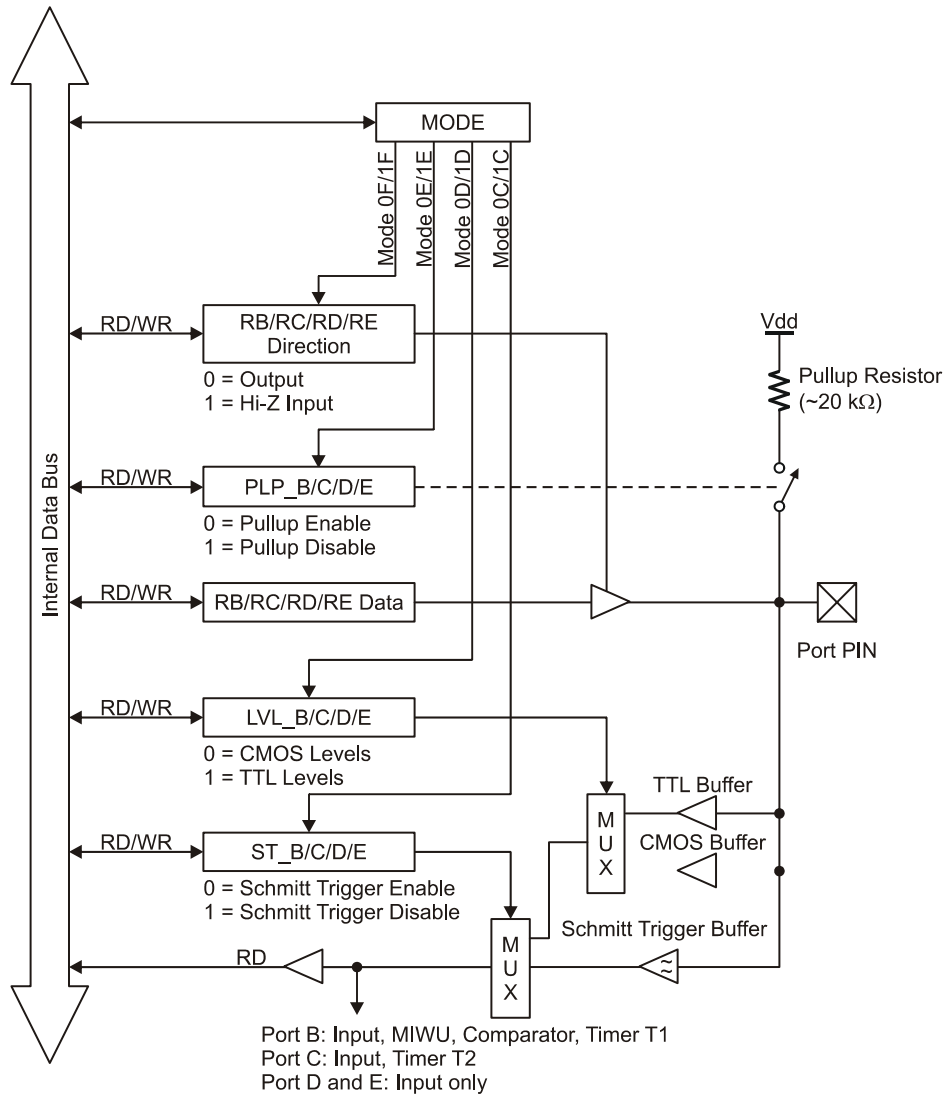 MODE
Mode 0F/1F
Mode 0E/1E
Mode 0D/1D
Mode 0C/1C
Internal Data Bus
RD/WR
RB/RC/RD/RE
Direction
0 = Output
1 = Hi-Z Input
Vdd
Pullup Resistor
(~20 kΩ)
RD/WR
PLP_B/C/D/E
0 = Pullup Enable
1 = Pullup Disable
RD/WR
RB/RC/RD/RE Data
Port PIN
RD/WR
LVL_B/C/D/E
0 = CMOS Levels
1 = TTL Levels
TTL Buffer
MUX
CMOS Buffer
RD/WR
ST_B/C/D/E
0 = Schmitt Trigger Enable
1 = Schmitt Trigger Disable
Schmitt Trigger Buffer
MUX
RD
Port B: Input, MIWU, Comparator, Timer T1
Port C: Input, Timer T2
Port D and E: Input only